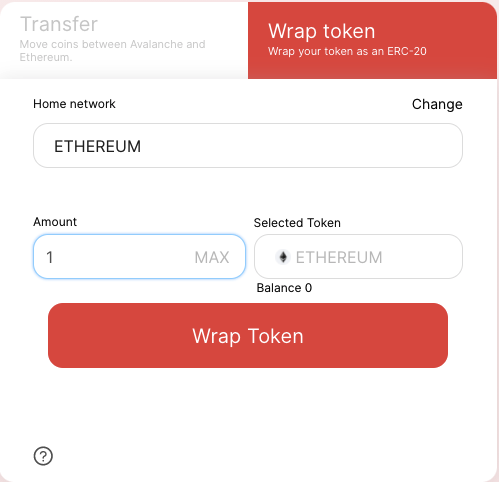 Transfer
Move coins between Avalanche and
Ethereum.
Wrap token
Wrap your token as an ERC-20
Home network
Change
ETHEREUM
Amount
Selected Token
1
MAX
ETHEREUM
Balance 0
Wrap Token
?